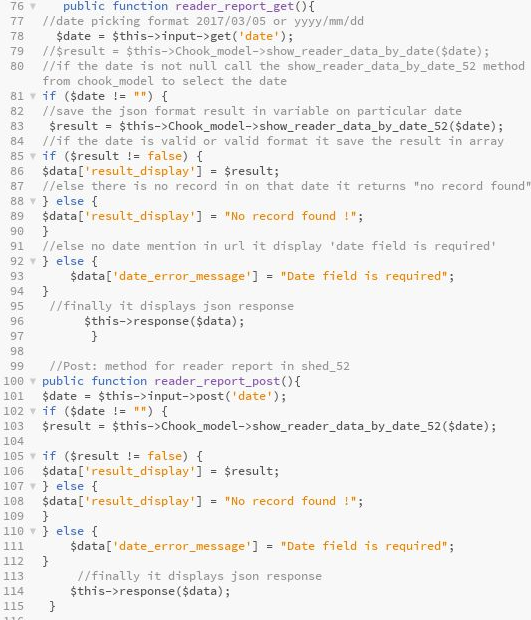 76 public function reader_report_get(){
77 //date picking format 2017/03/05 or yyyy/mm/dd
78 $date = $this->input->get('date');
79 //$result = $this->Chook_model->show_reader_data_by_date($date);
80 //if the date is not null call the show_reader_data_by_date_52 method
from chook_model to select the date
81 if ($date != "") {
82 //save the json format result in variable on particular date
83 $result = $this->Chook_model->show_reader_data_by_date_52($date);
84 //if the date is valid or valid format it save the result in array
85 if ($result != false) {
86 $data['result_display'] = $result;
87 //else there is no record in on that date it returns "no record found"
88 } else {
89 $data['result_display'] = "No record found !";
90 }
91 //else no date mention in url it display 'date field is required'
92 } else {
93 $data['date_error_message'] = "Date field is required";
94 }
95 //finally it displays json response
96 $this->response($data);
97 }
98
99 //Post: method for reader report in shed_52
100 public function reader_report_post(){
101 $date = $this->input->post('date');
102 if ($date != "") {
103 $result = $this->Chook_model->show_reader_data_by_date_52($date);
104
105 if ($result != false) {
106 $data['result_display'] = $result;
107 } else {
108 $data['result_display'] = "No record found !";
109 }
110 } else {
111 $data['date_error_message'] = "Date field is required";
112 }
113 //finally it displays json response
114 $this->response($data);
115 }